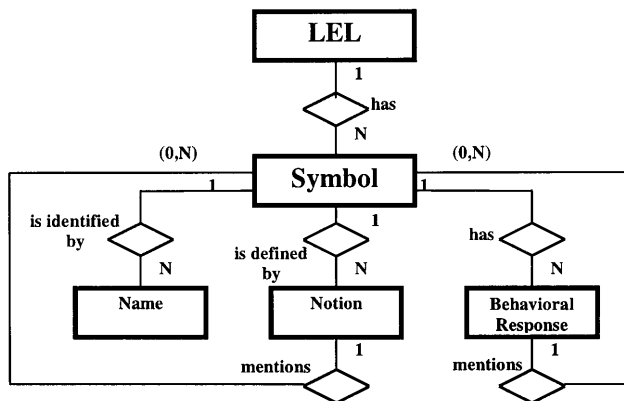 LEL
1
has
N
(0,N)
(0,N)
Symbol
1
1
is identified
by
1
is defined
by
has
N
N
N
Name
Notion
Behavioral
Response
1
1
mentions
mentions